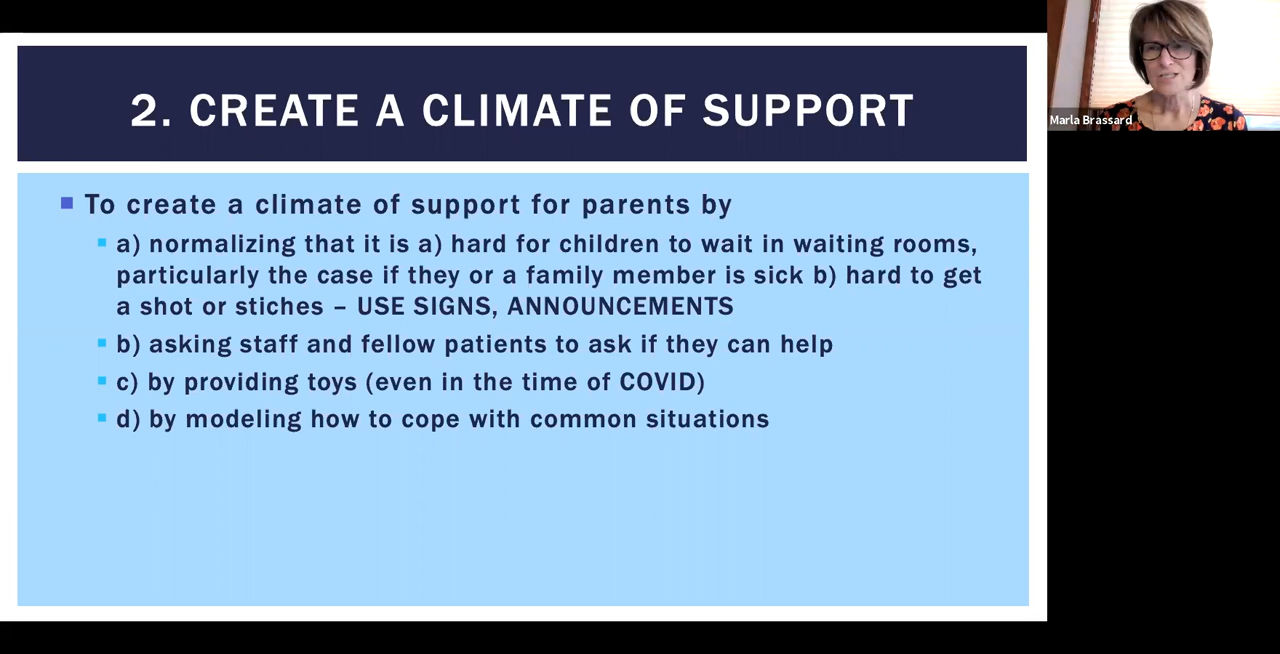 2. CREATE A CLIMATE OF SUPPORT
Marla Brassard
To create a climate of support for parents by
a) normalizing that it is a) hard for children to wait in waiting rooms,
particularly the case if they or a family member is sick b) hard to get
a shot or stiches – USE SIGNS, ANNOUNCEMENTS
b) asking staff and fellow patients to ask if they can help
c) by providing toys (even in the time of COVID)
d) by modeling how to cope with common situations